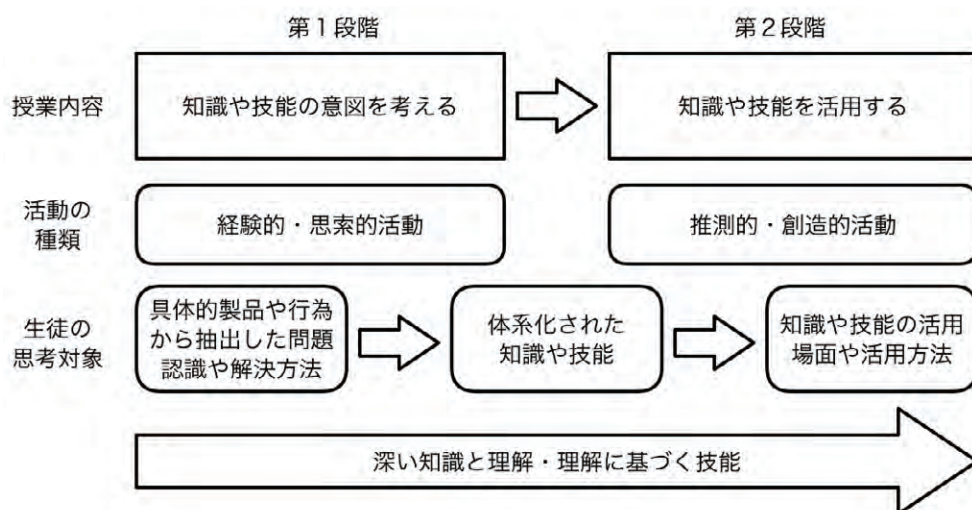 第1段階
第2段階
授業内容
知識や技能の意図を考える
知識や技能を活用する
活動の
種類
経験的・思索的活動
推測的・創造的活動
生徒の
思考対象
具体的製品や行為
から抽出した問題
認識や解決方法
体系化された
知識や技能
知識や技能の活用
場面や活用方法
深い知識と理解・理解に基づく技能